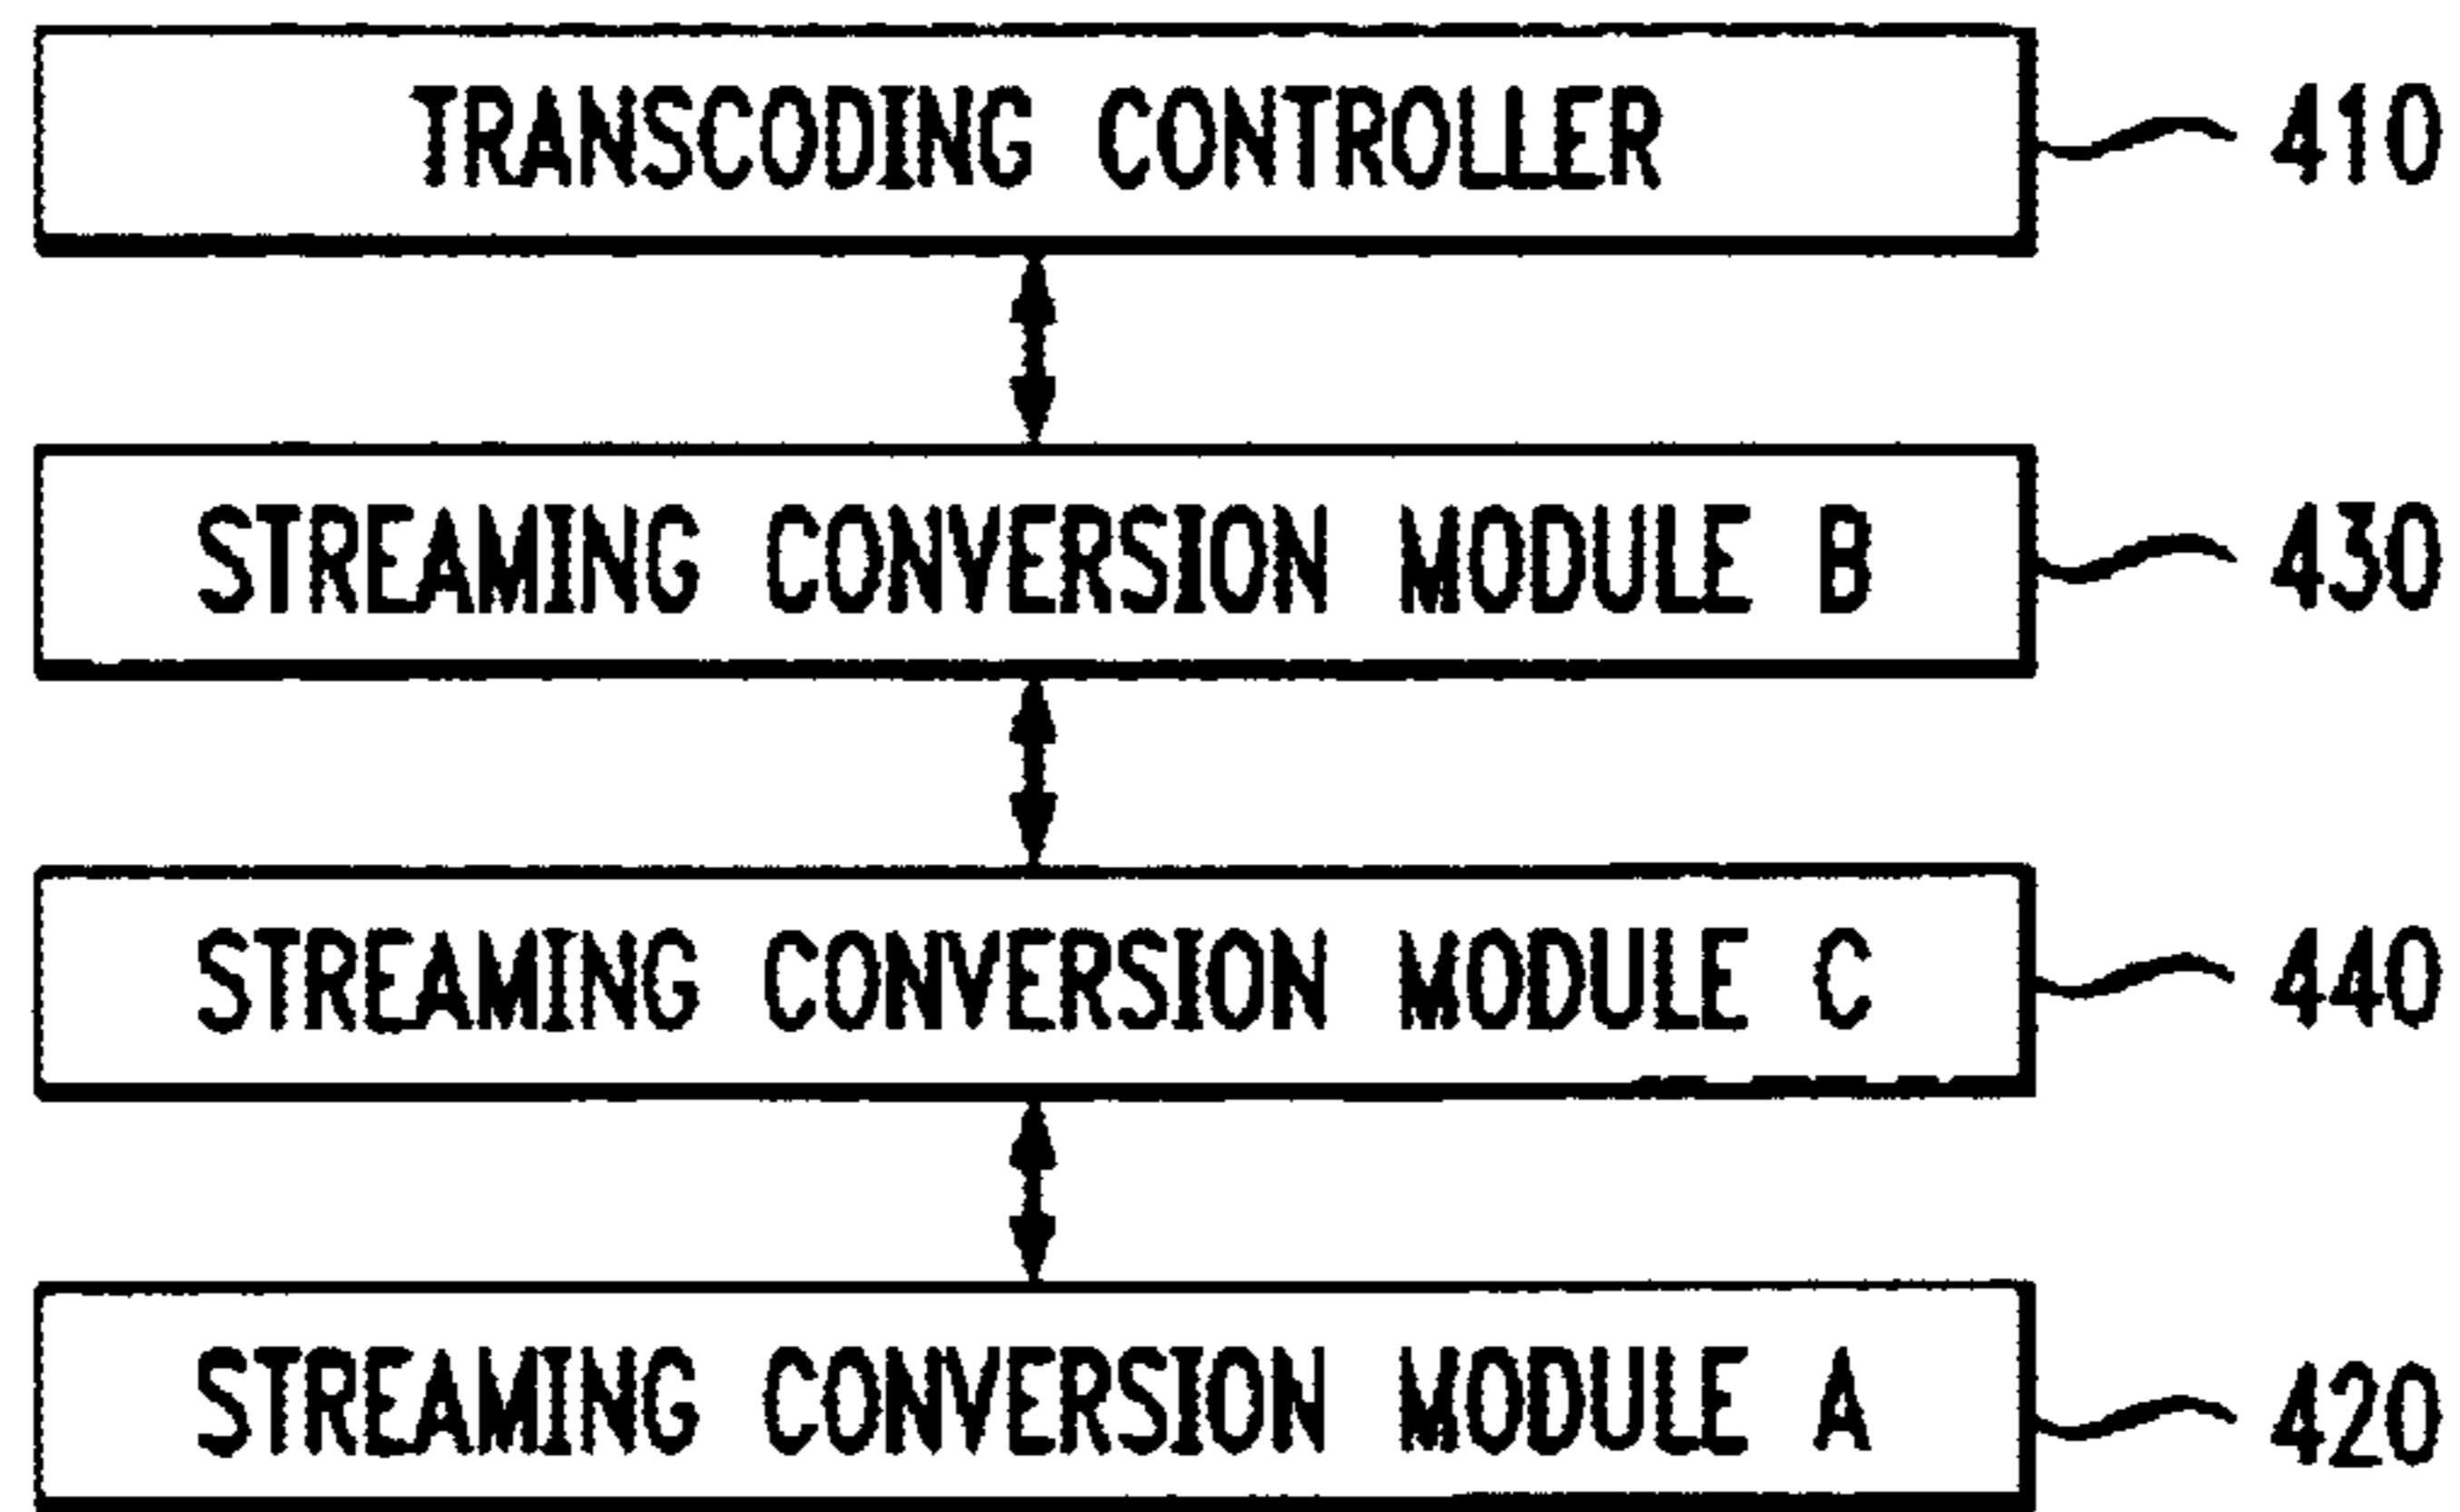 TRANSCODING CONTROLLER 410
STREAMING CONVERSION MODULE B 430
STREAMING CONVERSION MODULE C 440
STREAMING CONVERSION MODULE A 420